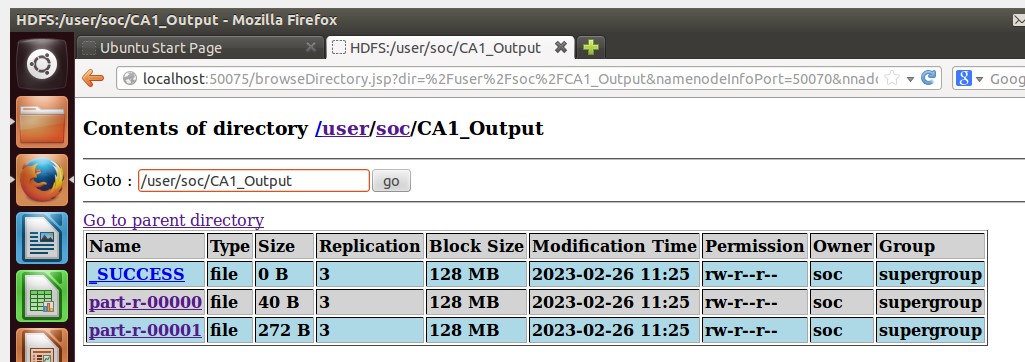 HDFS:/user/soc/CA1_Output - Mozilla Firefox
Ubuntu Start Page
HDFS:/user/soc/CA1_Output
localhost:50075/browseDirectory.jsp?dir=%2Fuser%2Fsoc%2FCA1_Output&namenodeInfoPort=50070&nnadd
Goog
Contents of directory /user/soc/CA1_Output
Goto : /user/soc/CA1_Output go
Go to parent directory
Name Type Size Replication Block Size Modification Time Permission Owner Group
_SUCCESS file 0 B 3 128 MB 2023-02-26 11:25 rw-r--r-- soc supergroup
part-r-00000 file 40 B 3 128 MB 2023-02-26 11:25 rw-r--r-- soc supergroup
part-r-00001 file 272 B 3 128 MB 2023-02-26 11:25 rw-r--r-- soc supergroup